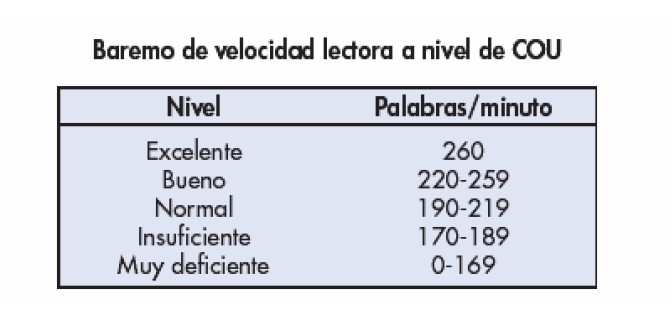 Baremo de velocidad lectora a nivel de COU
Nivel Palabras/minuto
Excelente 260
Bueno 220-259
Normal 190-219
Insuficiente 170-189
Muy deficiente 0-169